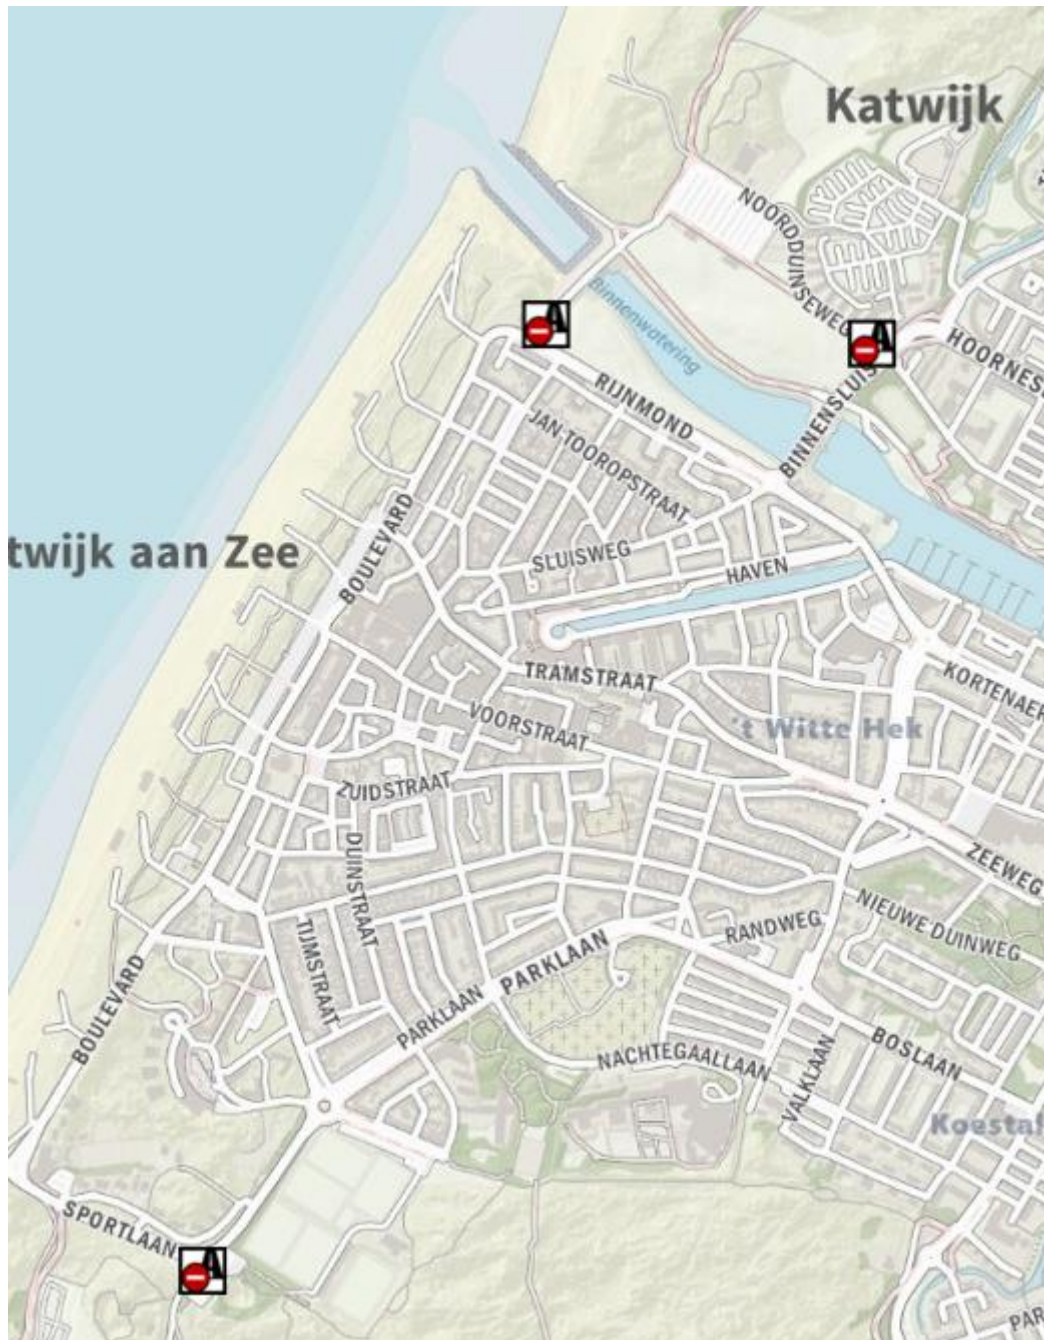 Katwijk
NOORDDUINSEWEG
Binnenwatering
A
A
HOORNES
RIJNMOND
BINNENSLUIS
JAN TOOROPSTRAAT
BOULEVARD
twijk aan Zee
SLUISWEG
HAVEN
TRAMSTRAAT
KORTENAER
VOORSTRAAT
't Witte Hek
ZUIDSTRAAT
DUINSTRAAT
ZEEWEG
NIEUWE DUINWEG
RANDWEG
TIJMSTRAAT
PARKLAAN
PARKLAAN
BOULEVARD
NACHTEGAALLAAN
VALKLAAN
BOSLAAN
Koestal
SPORTLAAN
A
PAR